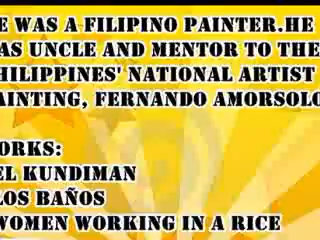 E WAS A FILIPINO PAINTER.HE
AS UNCLE AND MENTOR TO THE
HILIPPINES' NATIONAL ARTIST
AINTING, FERNANDO AMORSOLO
ORKS:
EL KUNDIMAN
LOS BAÑOS
WOMEN WORKING IN A RICE